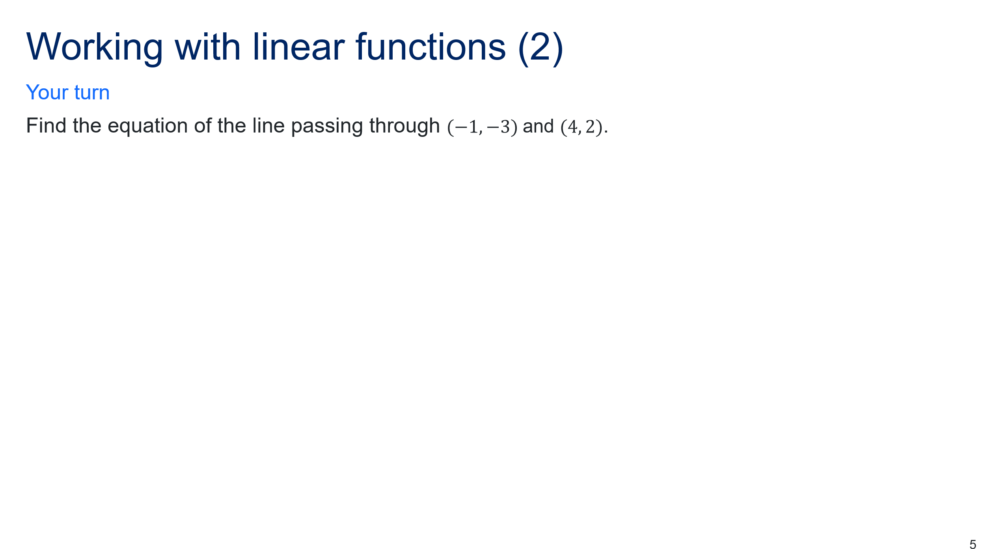 Working with linear functions (2)
Your turn
Find the equation of the line passing through (−1, −3) and (4, 2).
5